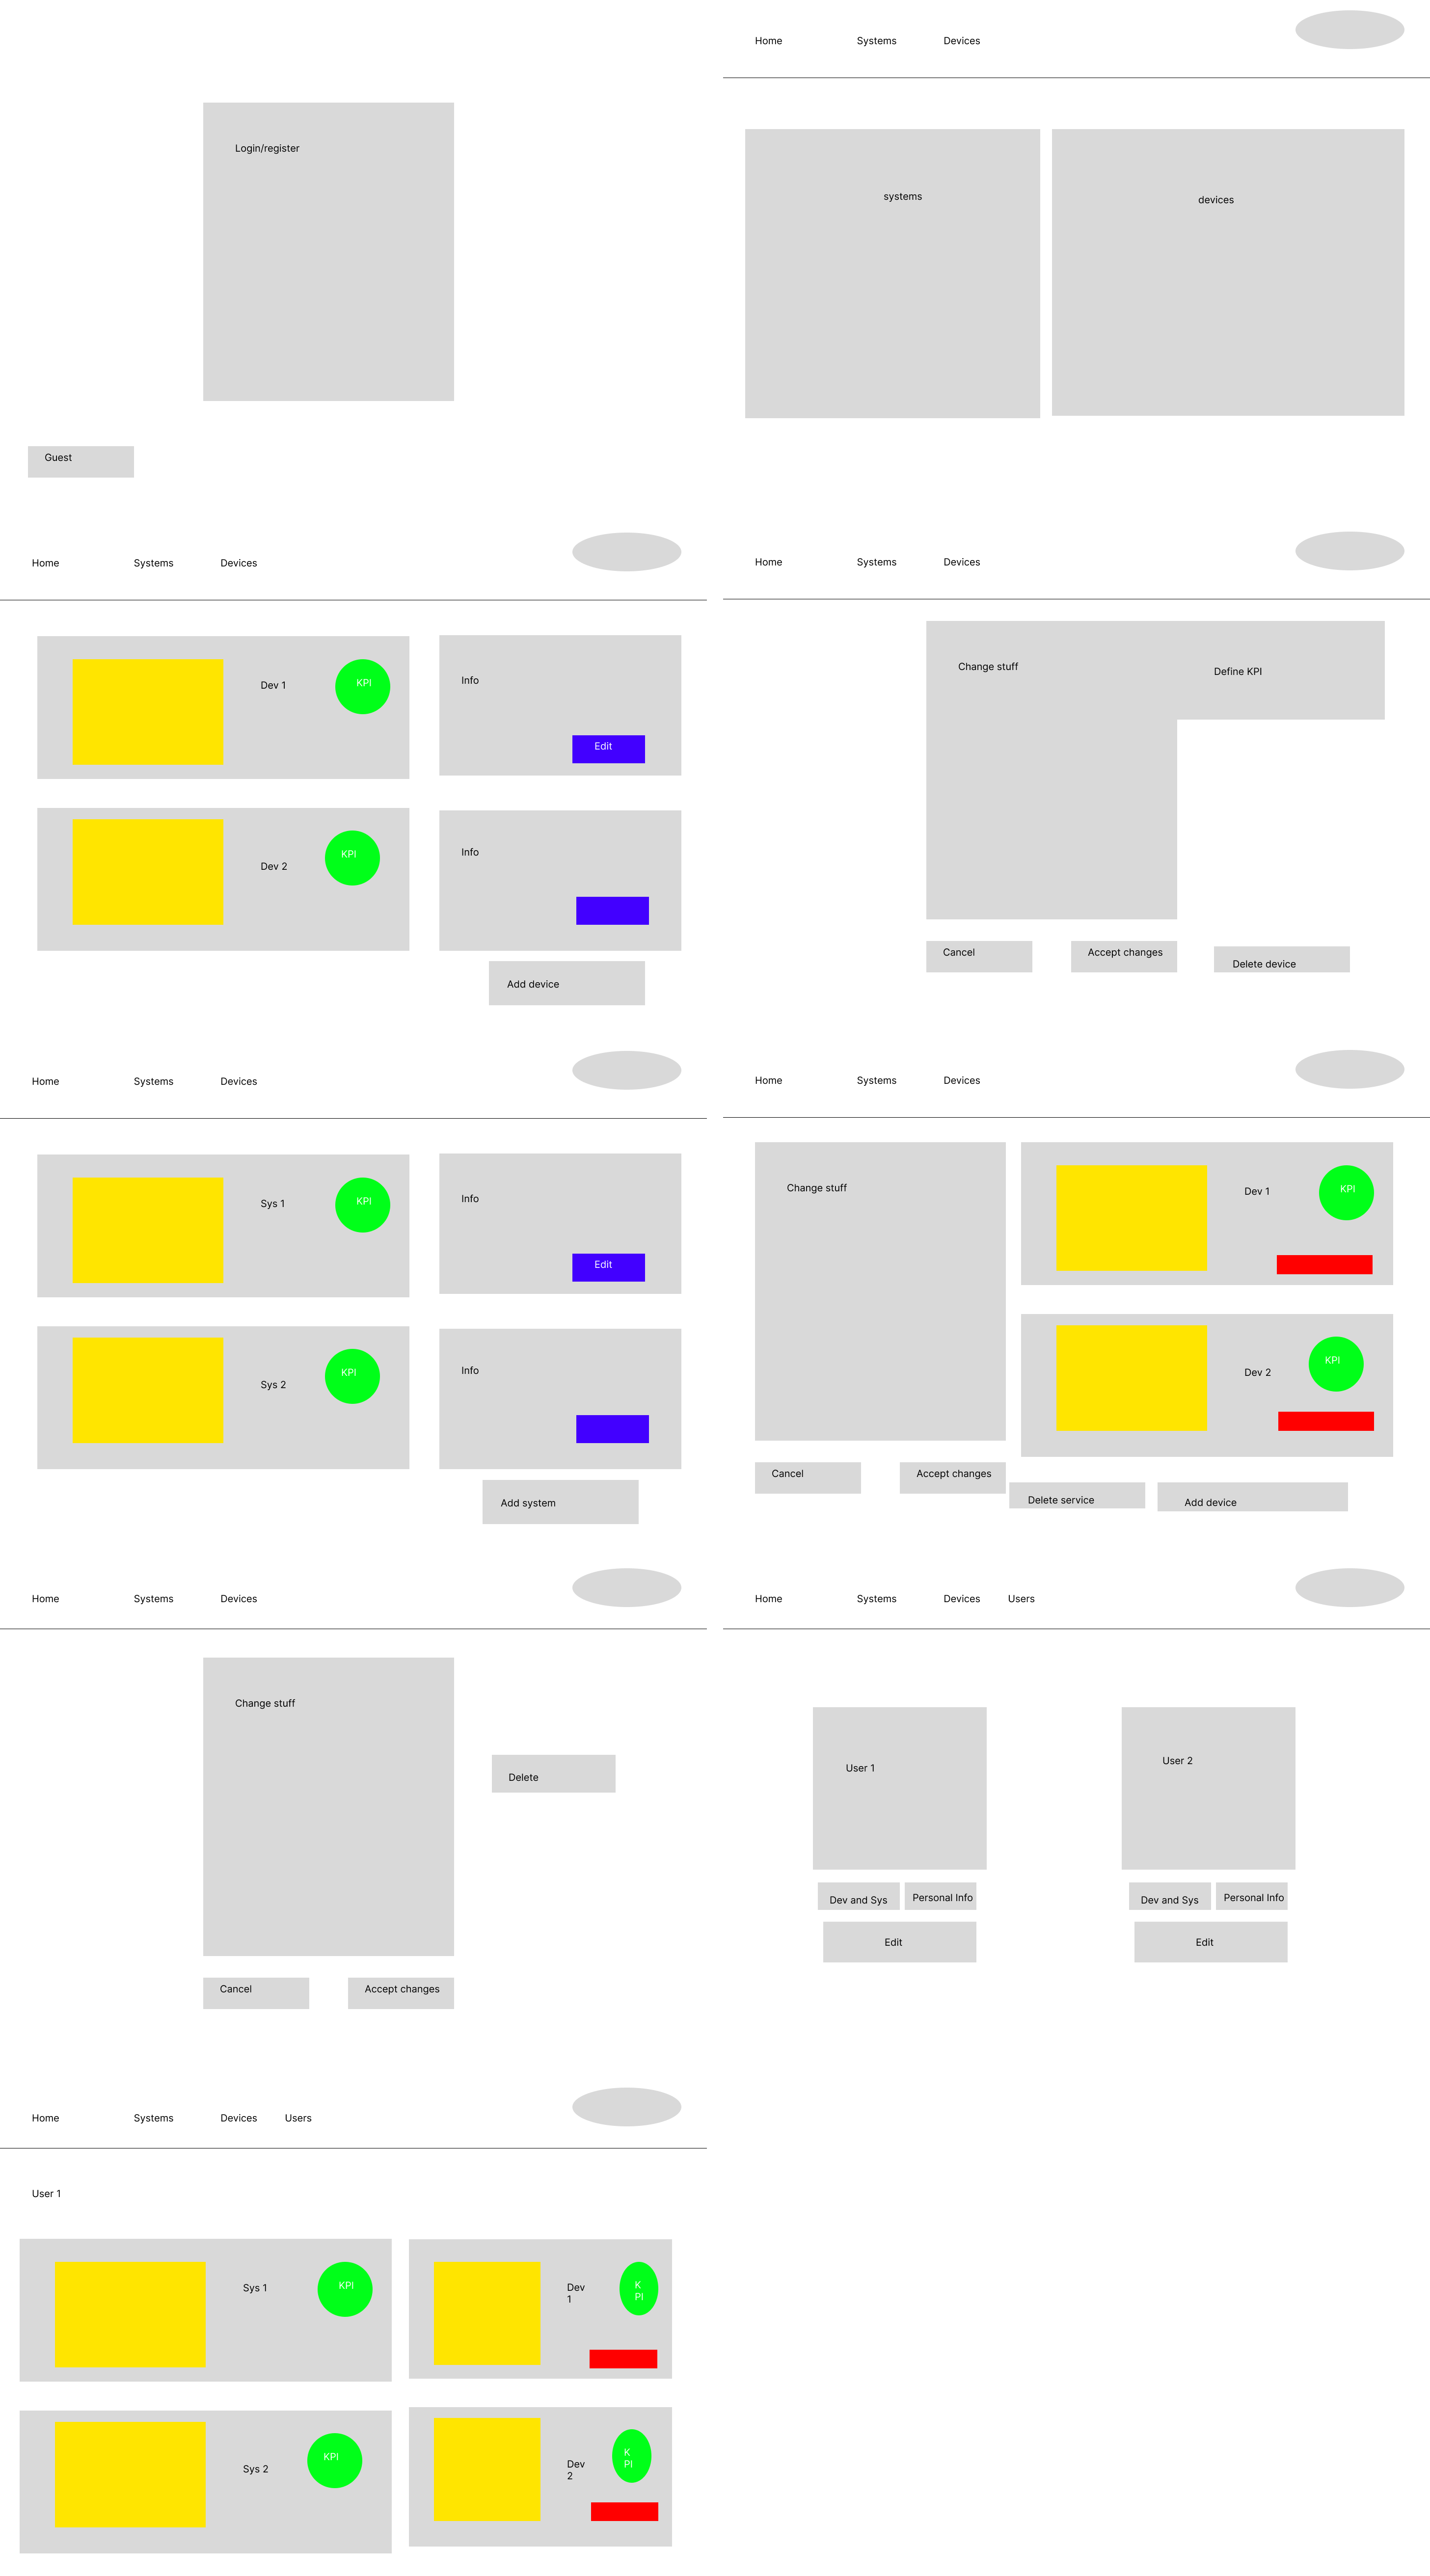 Login/register
Guest
Home Systems Devices
systems devices
Home Systems Devices
Dev 1 KPI Info
Edit
Dev 2 KPI Info
Add device
Home Systems Devices
Change stuff Define KPI
Cancel Accept changes Delete device
Home Systems Devices
Sys 1 KPI Info
Edit
Sys 2 KPI Info
Add system
Home Systems Devices
Change stuff Dev 1 KPI
Dev 2 KPI
Cancel Accept changes
Delete service Add device
Home Systems Devices
Change stuff
Delete
Cancel Accept changes
Home Systems Devices Users
User 1 User 2
Dev and Sys Personal Info Dev and Sys Personal Info
Edit Edit
Home Systems Devices Users
User 1
Sys 1 KPI
Dev
1
K
PI
Sys 2 KPI
Dev
2
K
PI